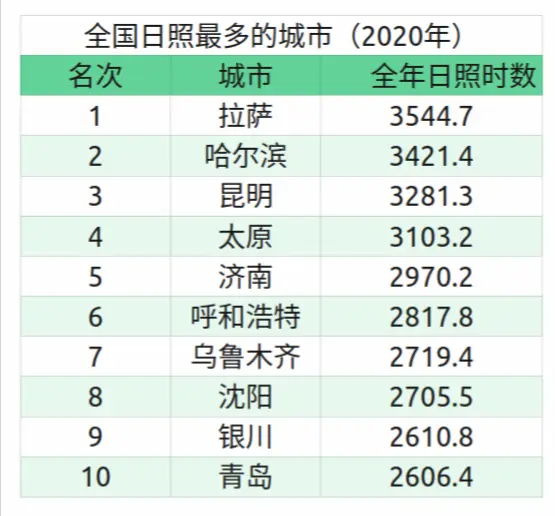 全国日照最多的城市（2020年）
名次 城市 全年日照时数
1 拉萨 3544.7
2 哈尔滨 3421.4
3 昆明 3281.3
4 太原 3103.2
5 济南 2970.2
6 呼和浩特 2817.8
7 乌鲁木齐 2719.4
8 沈阳 2705.5
9 银川 2610.8
10 青岛 2606.4